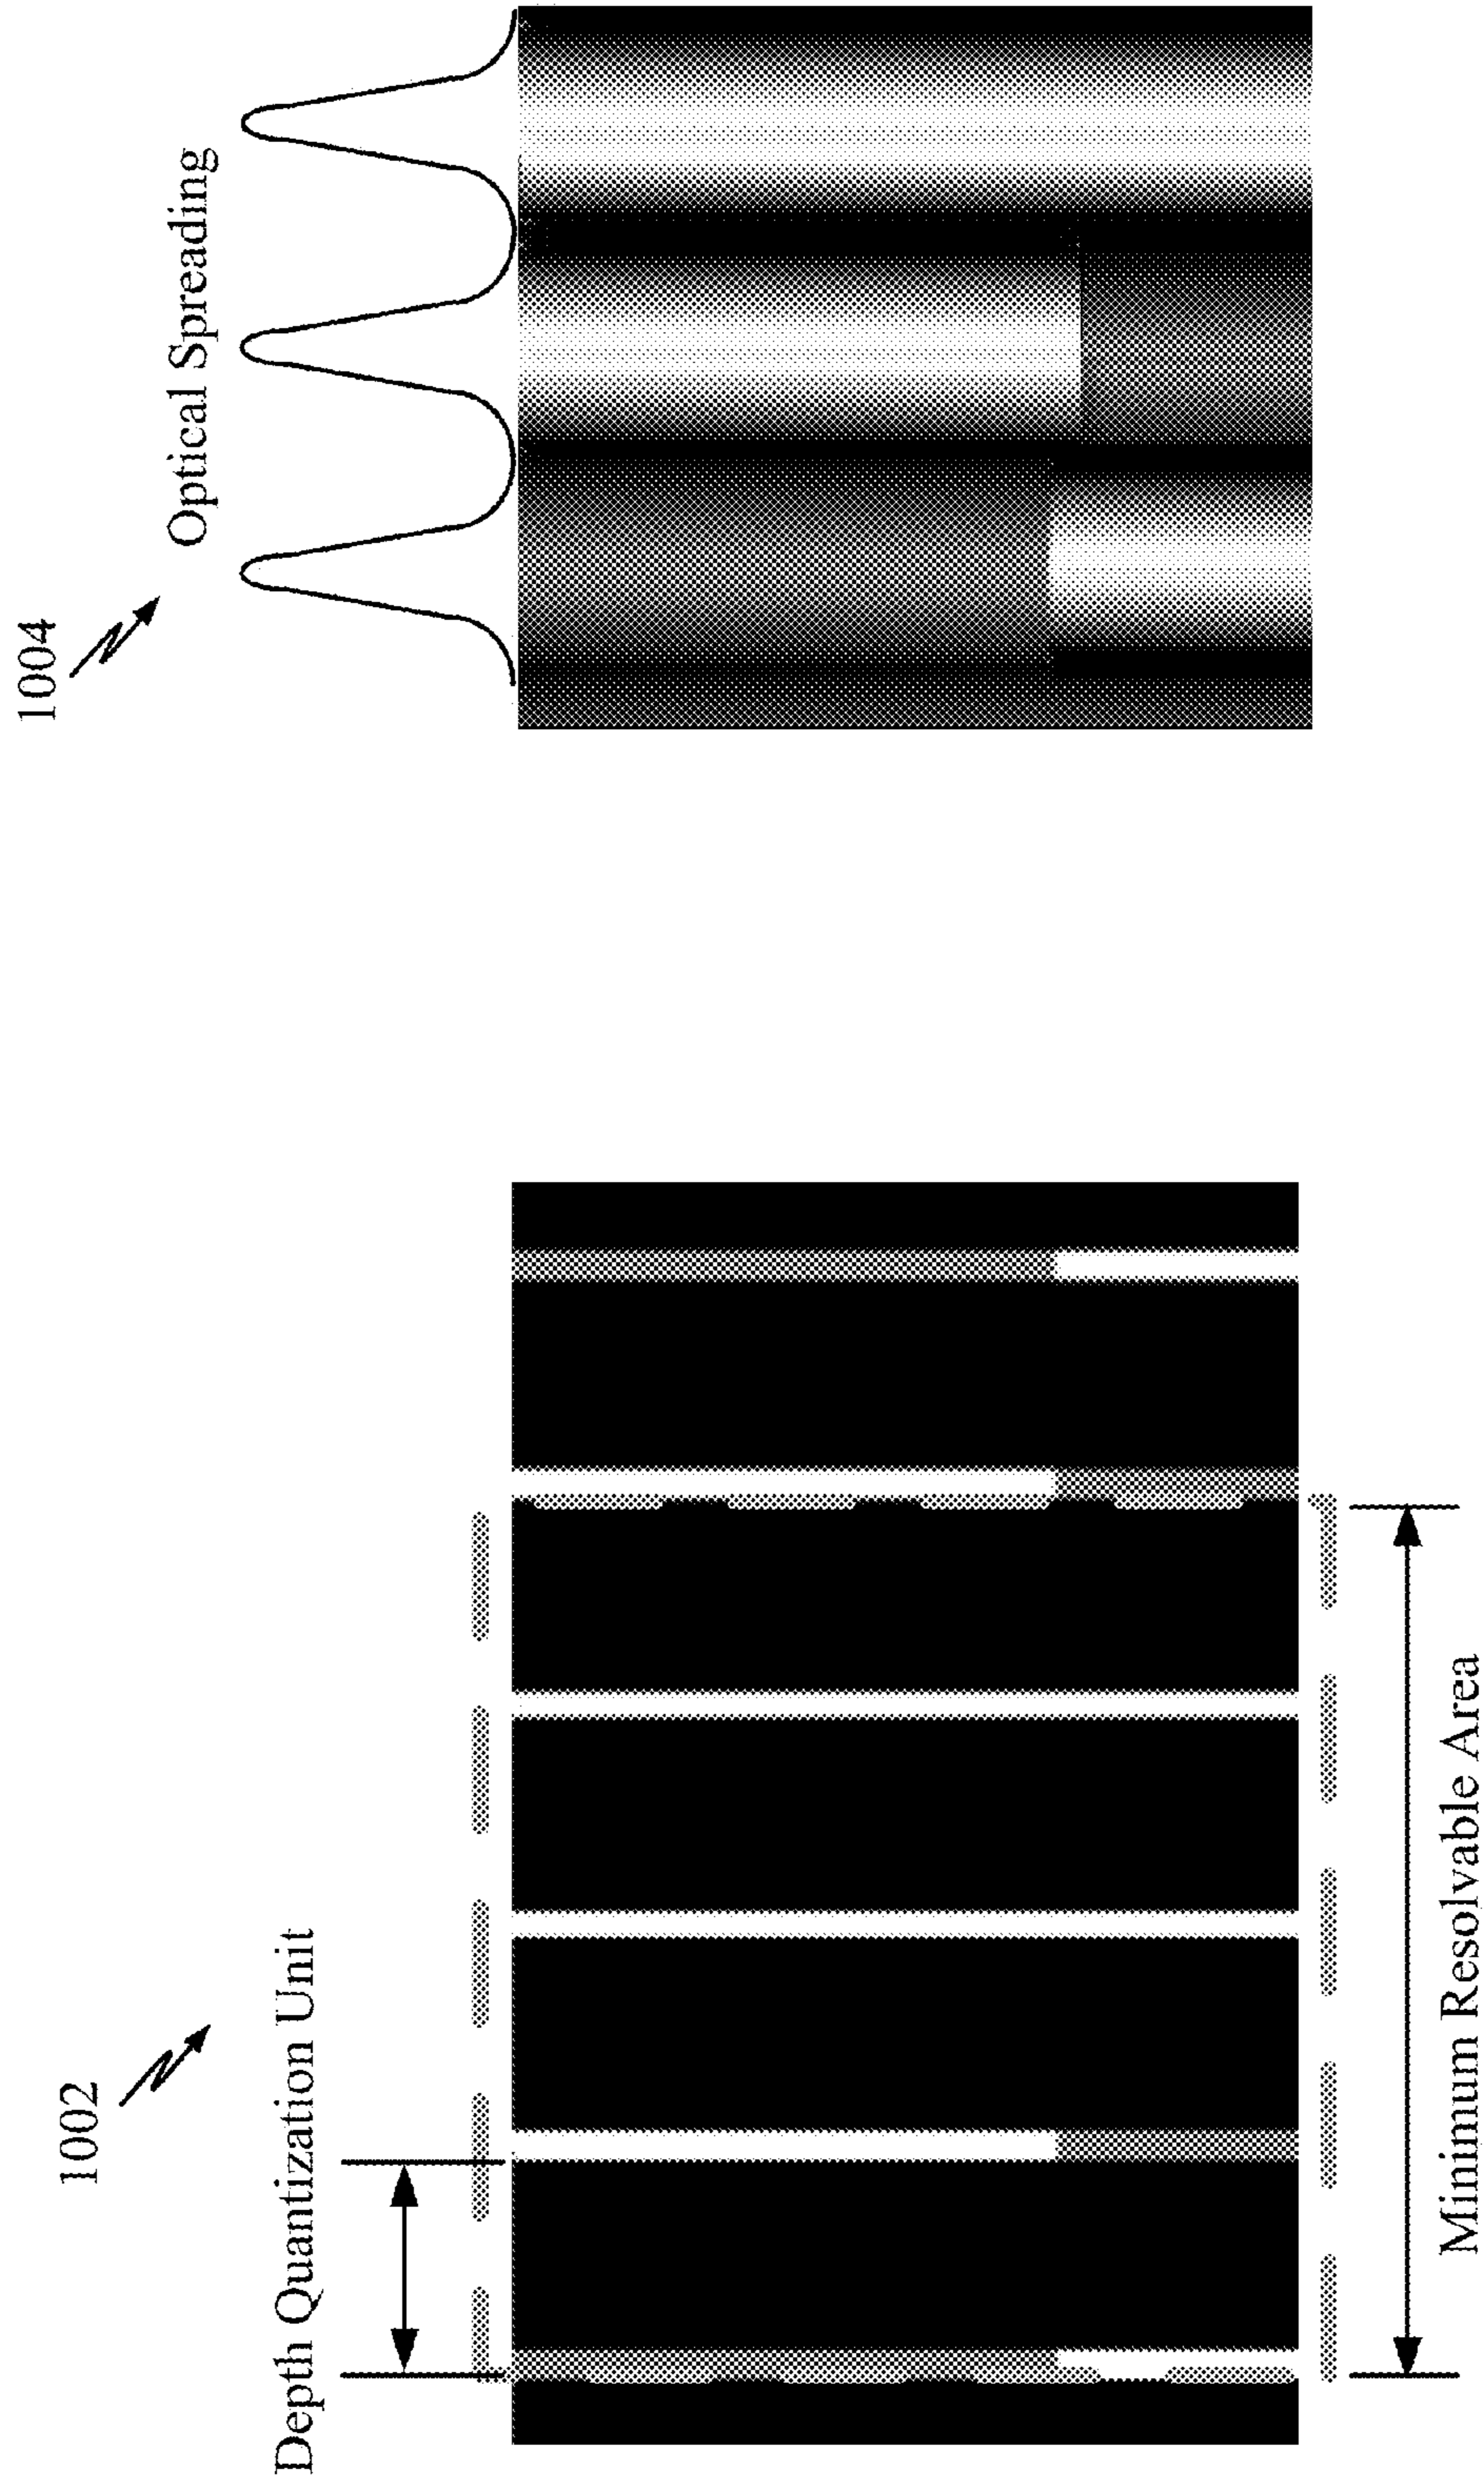 1002
Depth Quantization Unit
Minimum Resolvable Area
1004
Optical Spreading